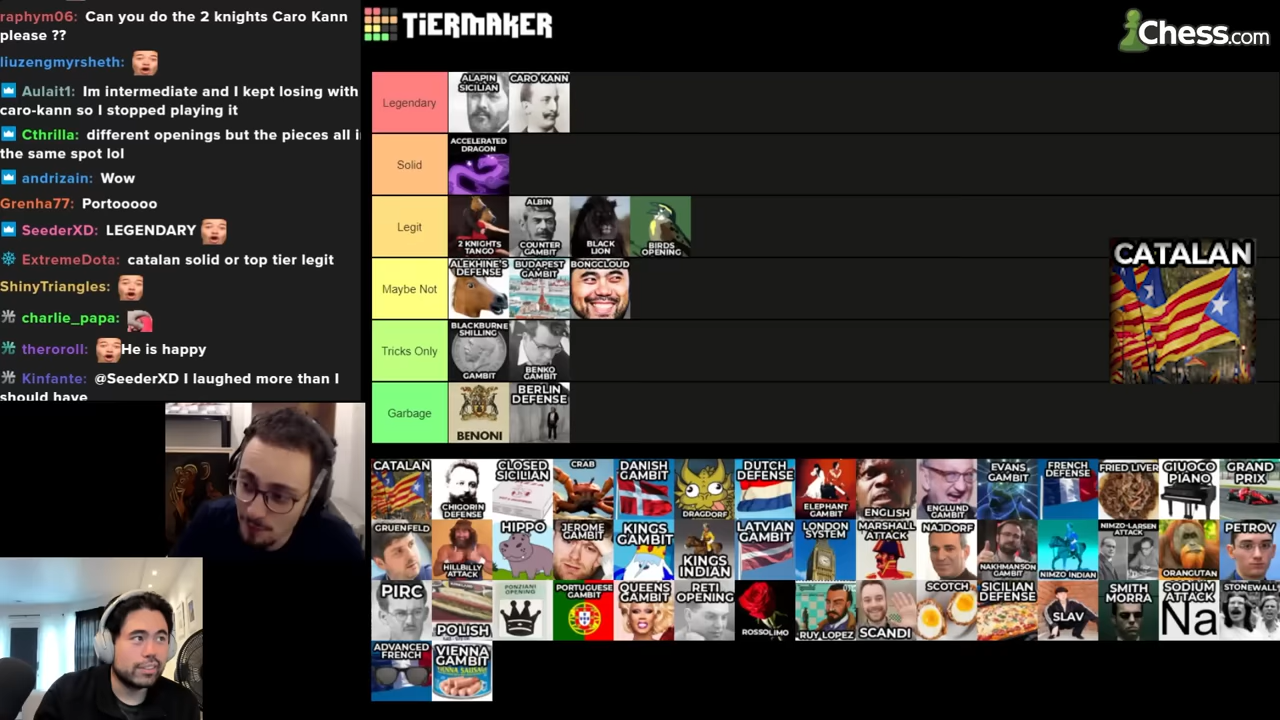 raphym06: Can you do the 2 knights Caro Kann
please ??
liuzengmyrsheth:
Aulait1: Im intermediate and I kept losing with
caro-kann so I stopped playing it
Cthrilla: different openings but the pieces all i
the same spot lol
andrizain: Wow
Grenha77: Portooooo
SeederXD: LEGENDARY
ExtremeDota: catalan solid or top tier legit
ShinyTriangles:
charlie_papa:
theroroll: He is happy
Kinfante: @SeederXD I laughed more than I
should have
TIERMAKER
Chess.com
Legendary
ALAPIN
SICILIAN
CARO KANN
Solid
ACCELERATED
DRAGON
Legit
2 KNIGHTS
TANGO
ALBIN
COUNTER
GAMBIT
BLACK
LION
BIRDS
OPENING
Maybe Not
ALEKHINE'S
DEFENSE
BUDAPEST
GAMBIT
BONGCLOUD
Tricks Only
BLACKBURNE
SHILLING
GAMBIT
BENKO
GAMBIT
Garbage
BENONI
BERLIN
DEFENSE
CATALAN
CATALAN
CHIGORIN
DEFENSE
CLOSED
SICILIAN
CRAB
DANISH
GAMBIT
DRAGDORF
DUTCH
DEFENSE
ELEPHANT
GAMBIT
ENGLISH
ENGLUND
GAMBIT
EVANS
GAMBIT
FRENCH
DEFENSE
FRIED LIVER
GIUOCO
PIANO
GRAND
PRIX
GRUENFELD
HILLBILLY
ATTACK
HIPPO
JEROME
GAMBIT
KINGS
GAMBIT
KINGS
INDIAN
LATVIAN
GAMBIT
LONDON
SYSTEM
MARSHALL
ATTACK
NAJDORF
NAKHMANSON
GAMBIT
NIMZO INDIAN
NIMZO-LARSEN
ATTACK
ORANGUTAN
PETROV
PIRC
POLISH
PONZIANI
OPENING
PORTUGUESE
GAMBIT
QUEENS
GAMBIT
RETI
OPENING
ROSSOLIMO
RUY LOPEZ
SCANDI
SCOTCH
SICILIAN
DEFENSE
SLAV
SMITH
MORRA
SODIUM
ATTACK
Na
STONEWALL
ADVANCED
FRENCH
VIENNA
GAMBIT